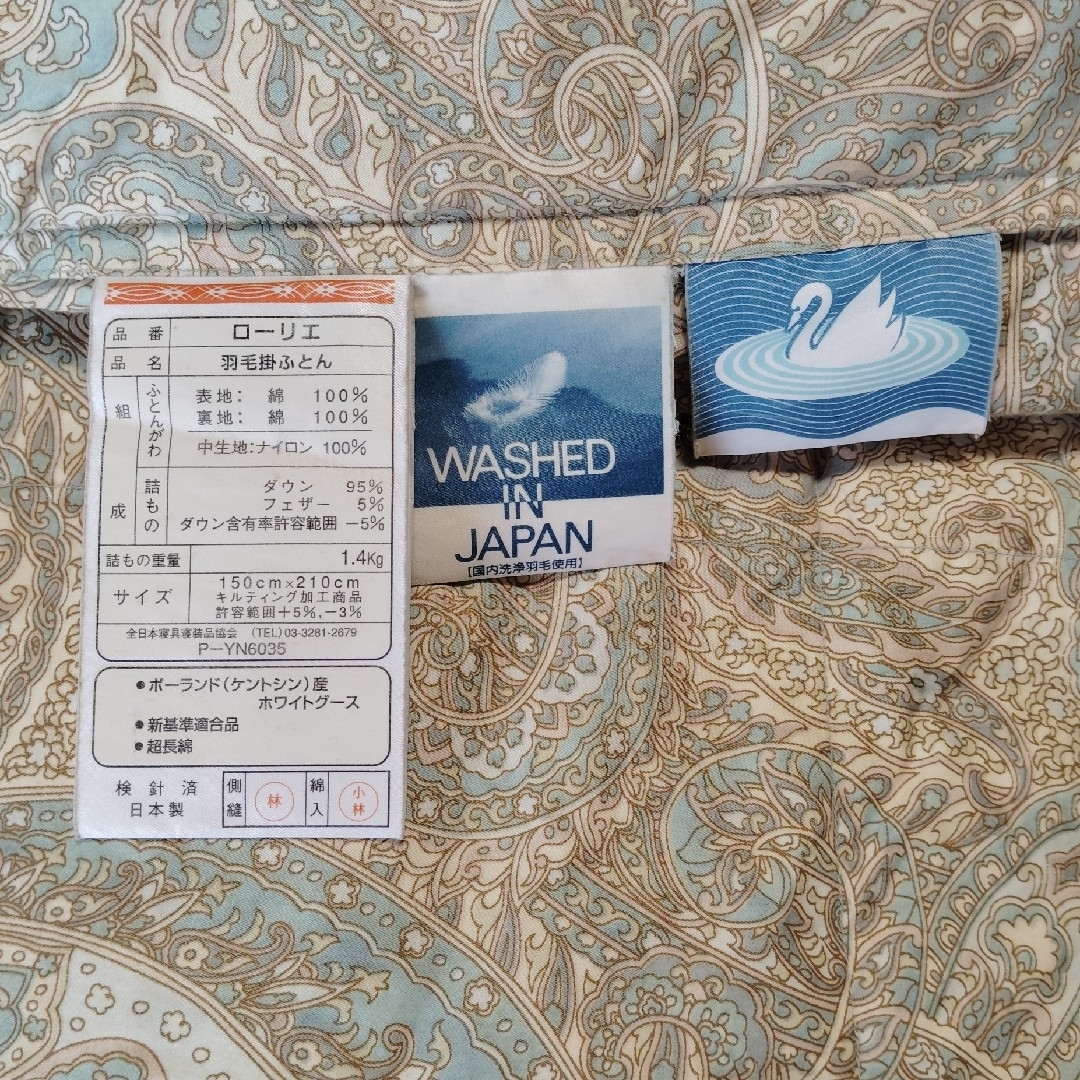 品番 ローリエ
品名 羽毛掛ふとん
組成
ふとんがわ
表地: 綿 100%
裏地: 綿 100%
中生地:ナイロン 100%
詰もの
ダウン 95%
フェザー 5%
ダウン含有率許容範囲 −5%
詰もの重量 1.4Kg
サイズ
150cm×210cm
キルティング加工商品
許容範囲+5%,−3%
全日本寝具寝装品協会 (TEL)03-3281-2679
P−YN6035
●ポーランド(ケントシン)産
ホワイトグース
●新基準適合品
●超長綿
検針済
日本製
側縫 林
綿入 小林
WASHED
IN
JAPAN
【国内洗浄羽毛使用】